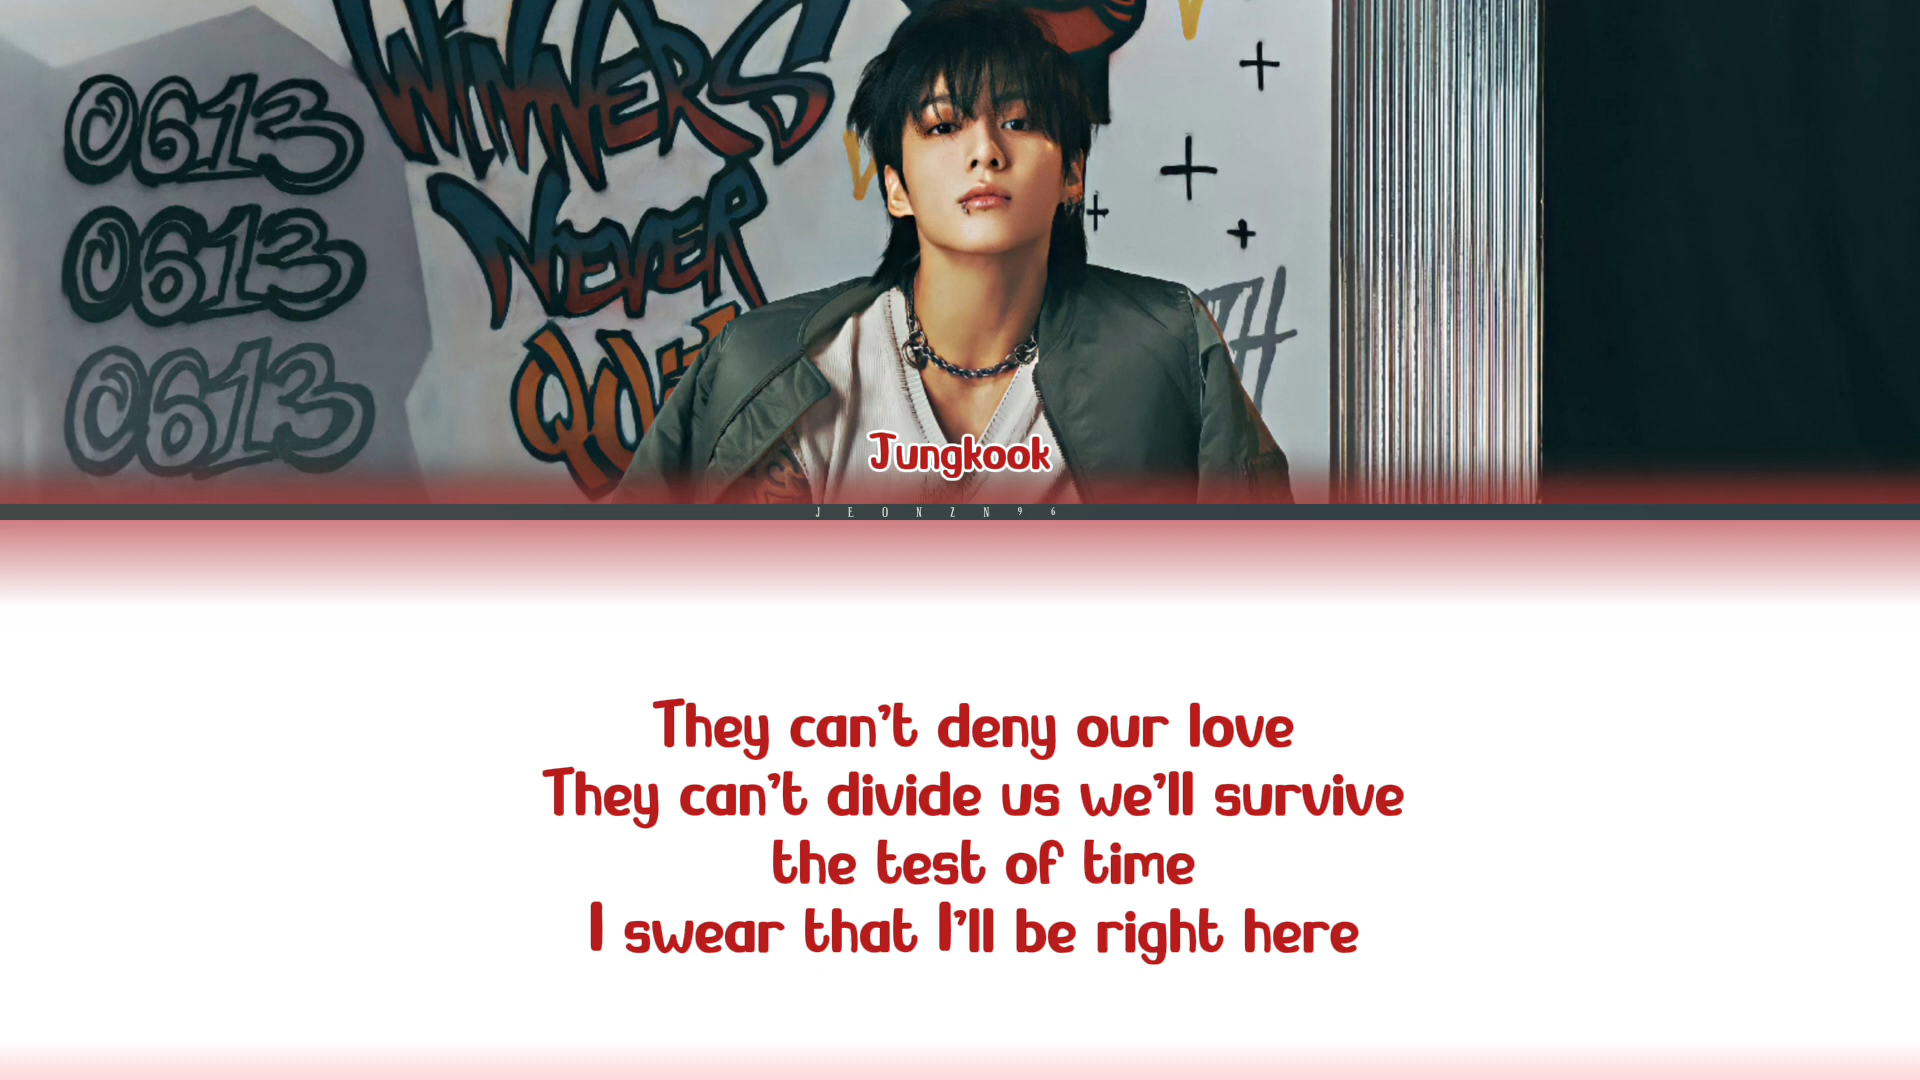 WINNERS
0613
NEVER
0613
QUIT
0613
Jungkook
JEONZN96
They can't deny our love
They can't divide us we'll survive
the test of time
I swear that I'll be right here